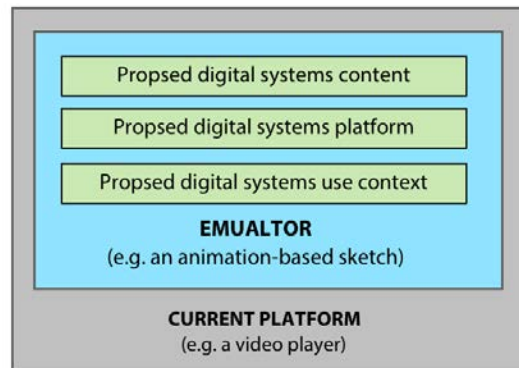 Propsed digital systems content
Propsed digital systems platform
Propsed digital systems use context
EMUALTOR
(e.g. an animation-based sketch)
CURRENT PLATFORM
(e.g. a video player)